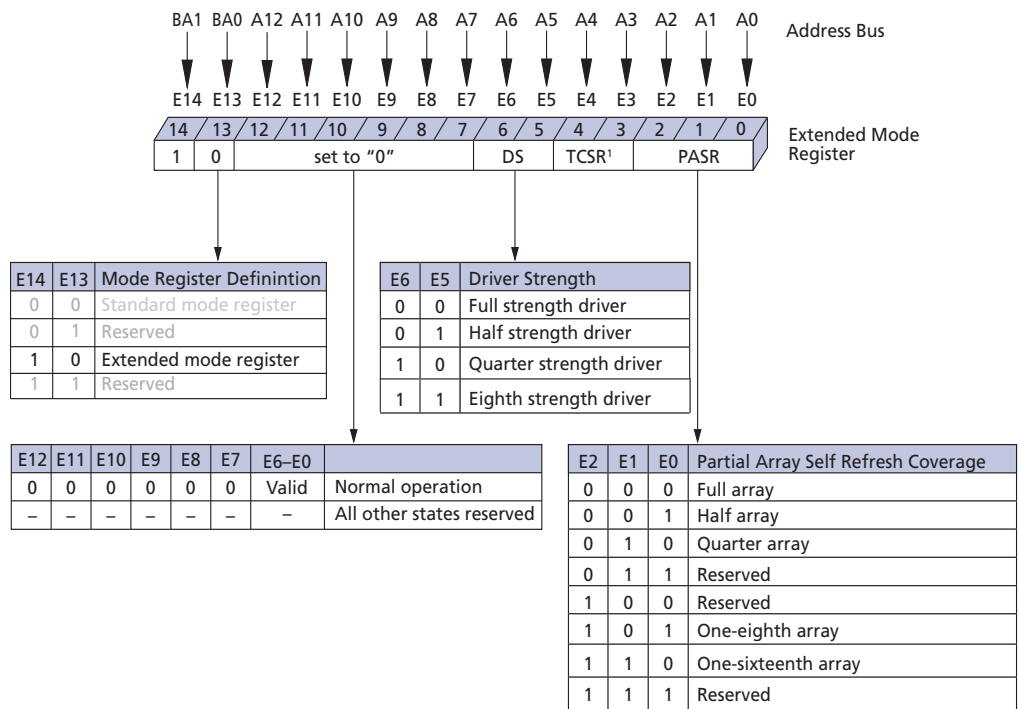 BA1 BA0 A12 A11 A10 A9 A8 A7 A6 A5 A4 A3 A2 A1 A0
Address Bus
E14 E13 E12 E11 E10 E9 E8 E7 E6 E5 E4 E3 E2 E1 E0
14 13 12 11 10 9 8 7 6 5 4 3 2 1 0
Extended Mode
Register
1 0 set to “0” DS TCSR¹ PASR
E14 E13 Mode Register Definintion
0 0 Standard mode register
0 1 Reserved
1 0 Extended mode register
1 1 Reserved
E6 E5 Driver Strength
0 0 Full strength driver
0 1 Half strength driver
1 0 Quarter strength driver
1 1 Eighth strength driver
E12 E11 E10 E9 E8 E7 E6–E0
0 0 0 0 0 0 Valid Normal operation
– – – – – – – All other states reserved
E2 E1 E0 Partial Array Self Refresh Coverage
0 0 0 Full array
0 0 1 Half array
0 1 0 Quarter array
0 1 1 Reserved
1 0 0 Reserved
1 0 1 One-eighth array
1 1 0 One-sixteenth array
1 1 1 Reserved